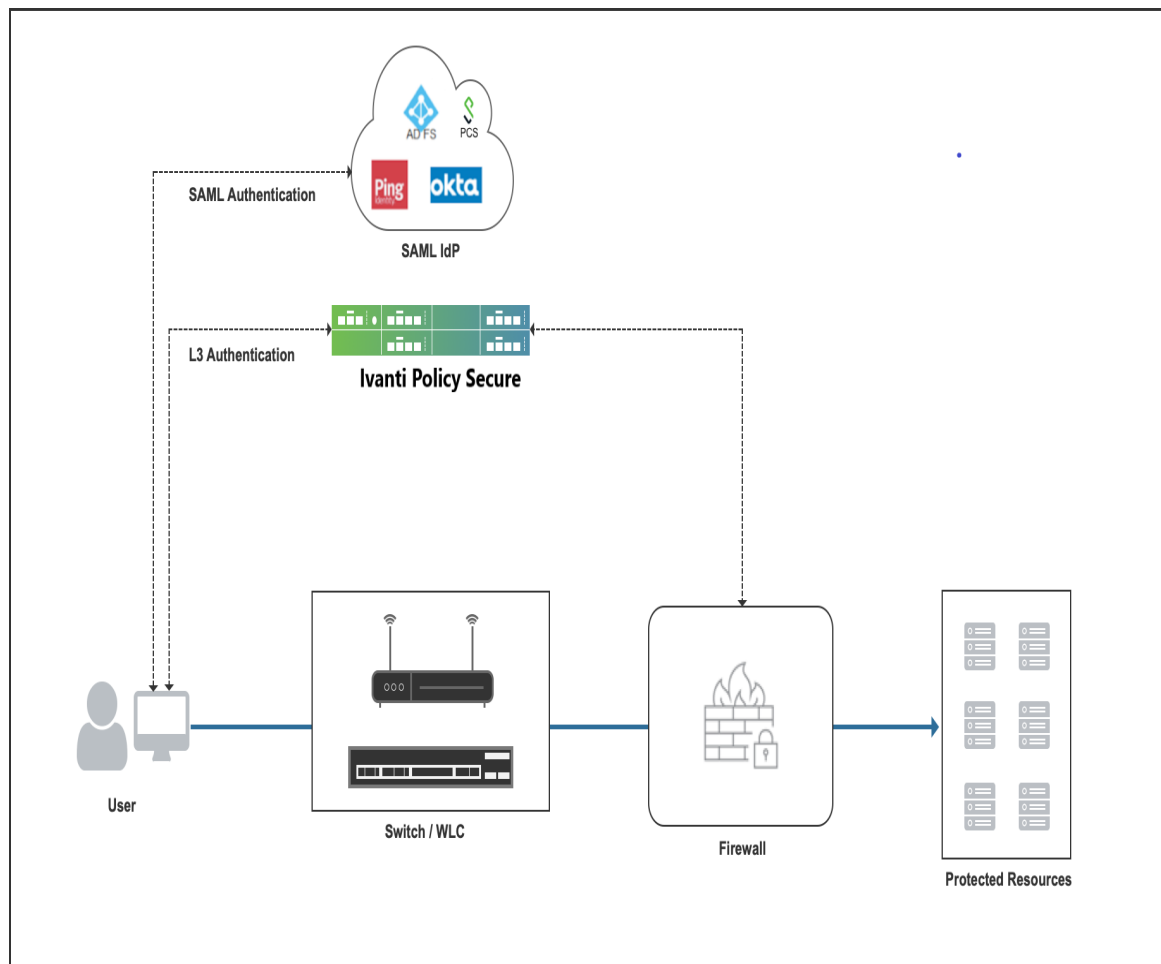 AD FS
PCS
Ping
Identity
okta
SAML Authentication
SAML IdP
L3 Authentication
Ivanti Policy Secure
User
Switch / WLC
Firewall
Protected Resources